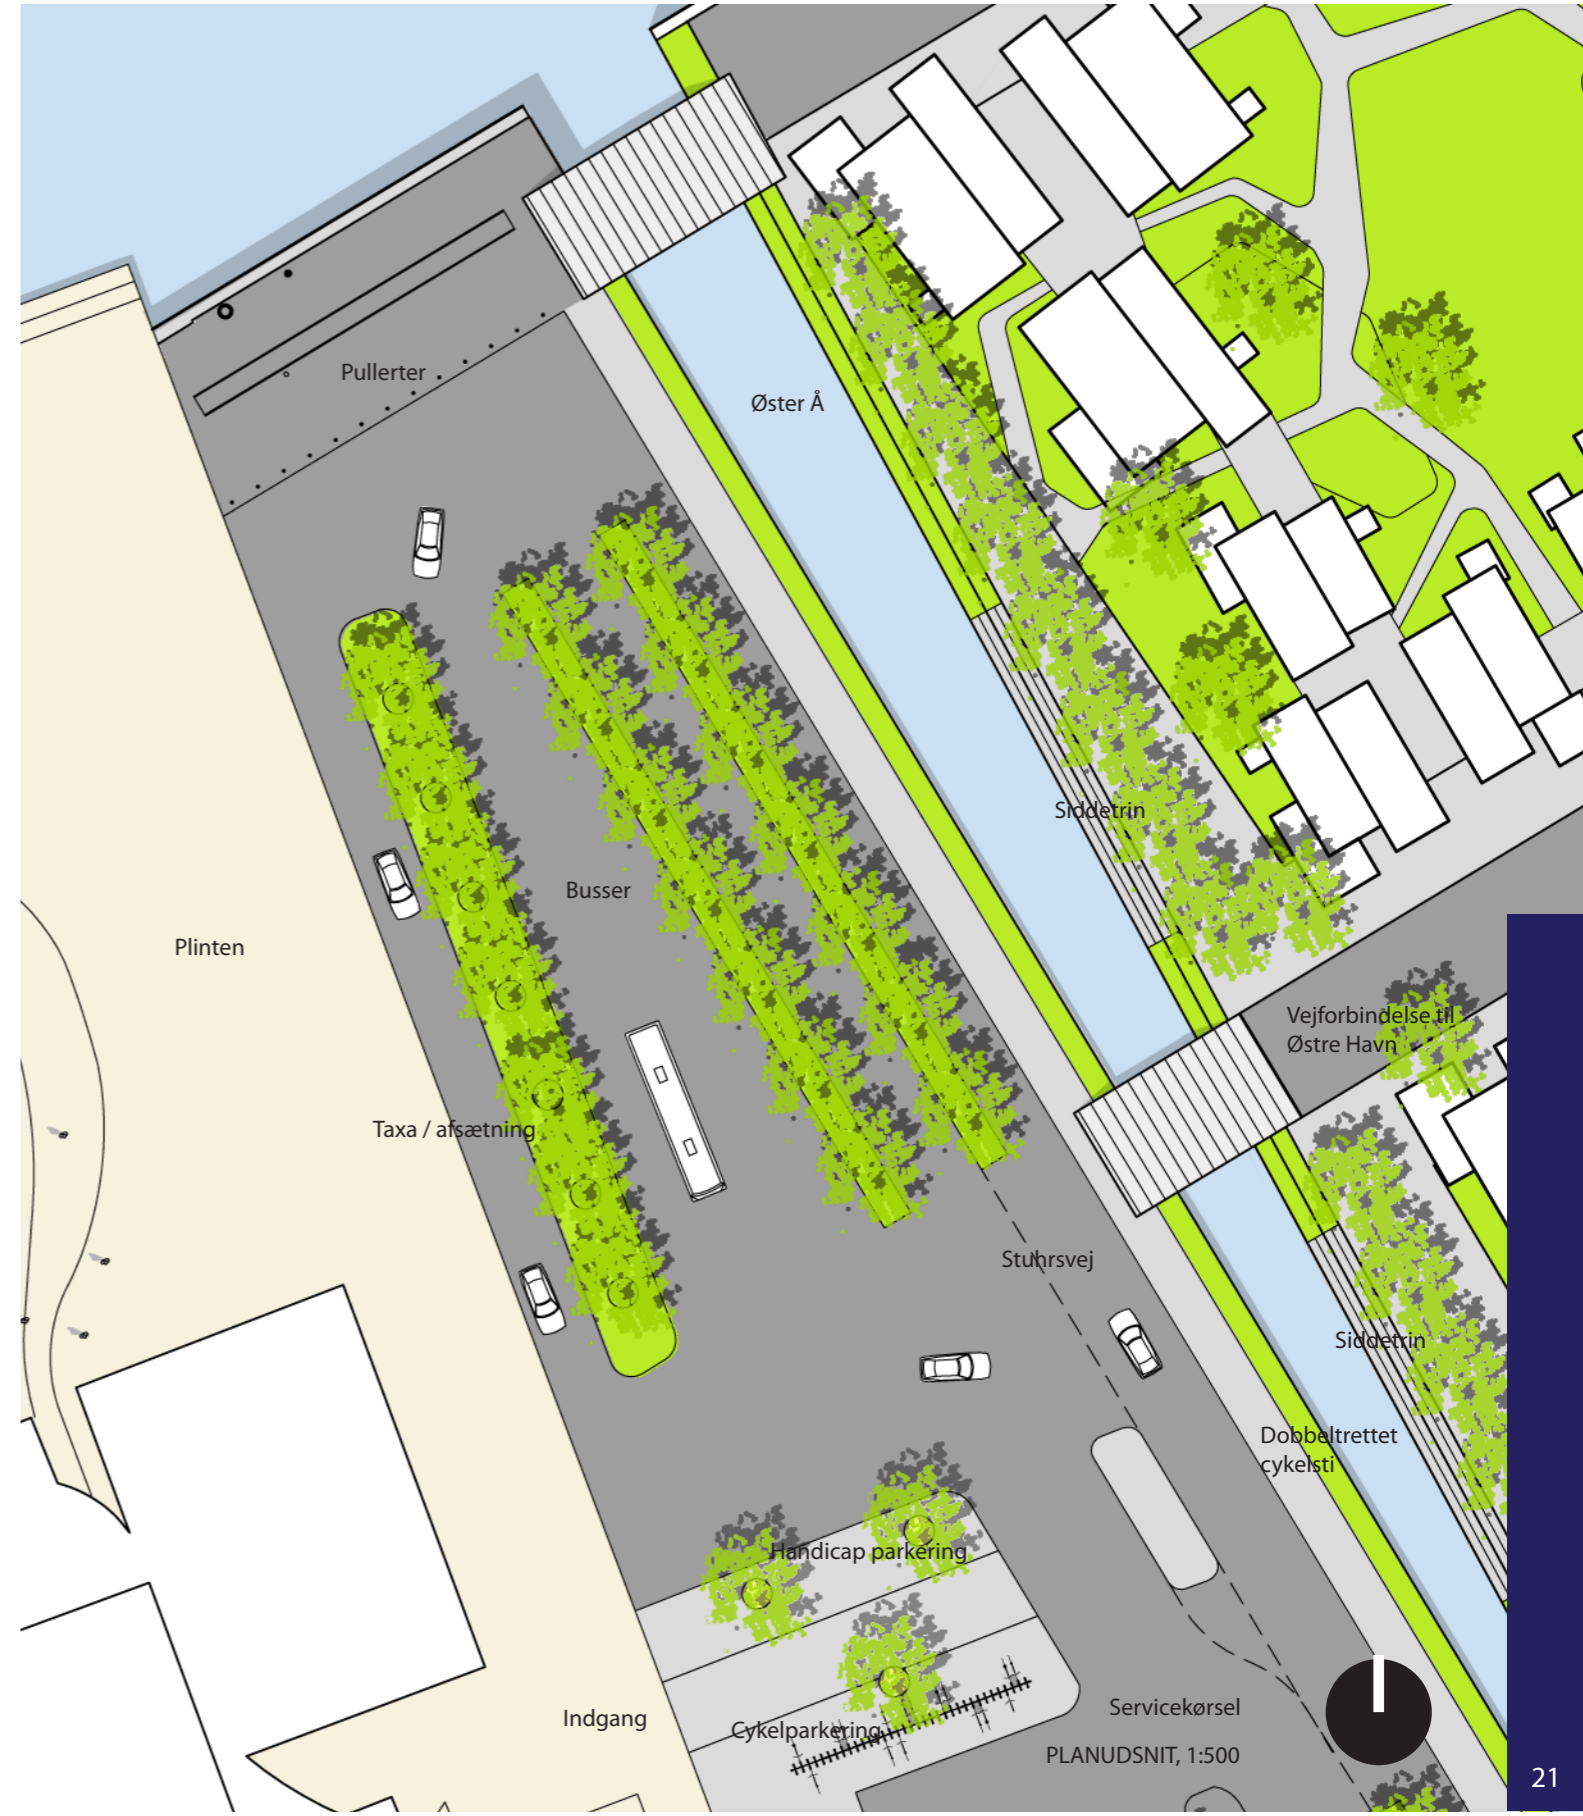 Pullerter
Øster Å
Siddetrin
Busser
Plinten
Vejforbindelse til
Østre Havn
Taxa / afsætning
Stuhrsvej
Siddetrin
Dobbeltrettet
cykelsti
Handicap parkering
Servicekørsel
Indgang
Cykelparkering
PLANUDSNIT, 1:500
21